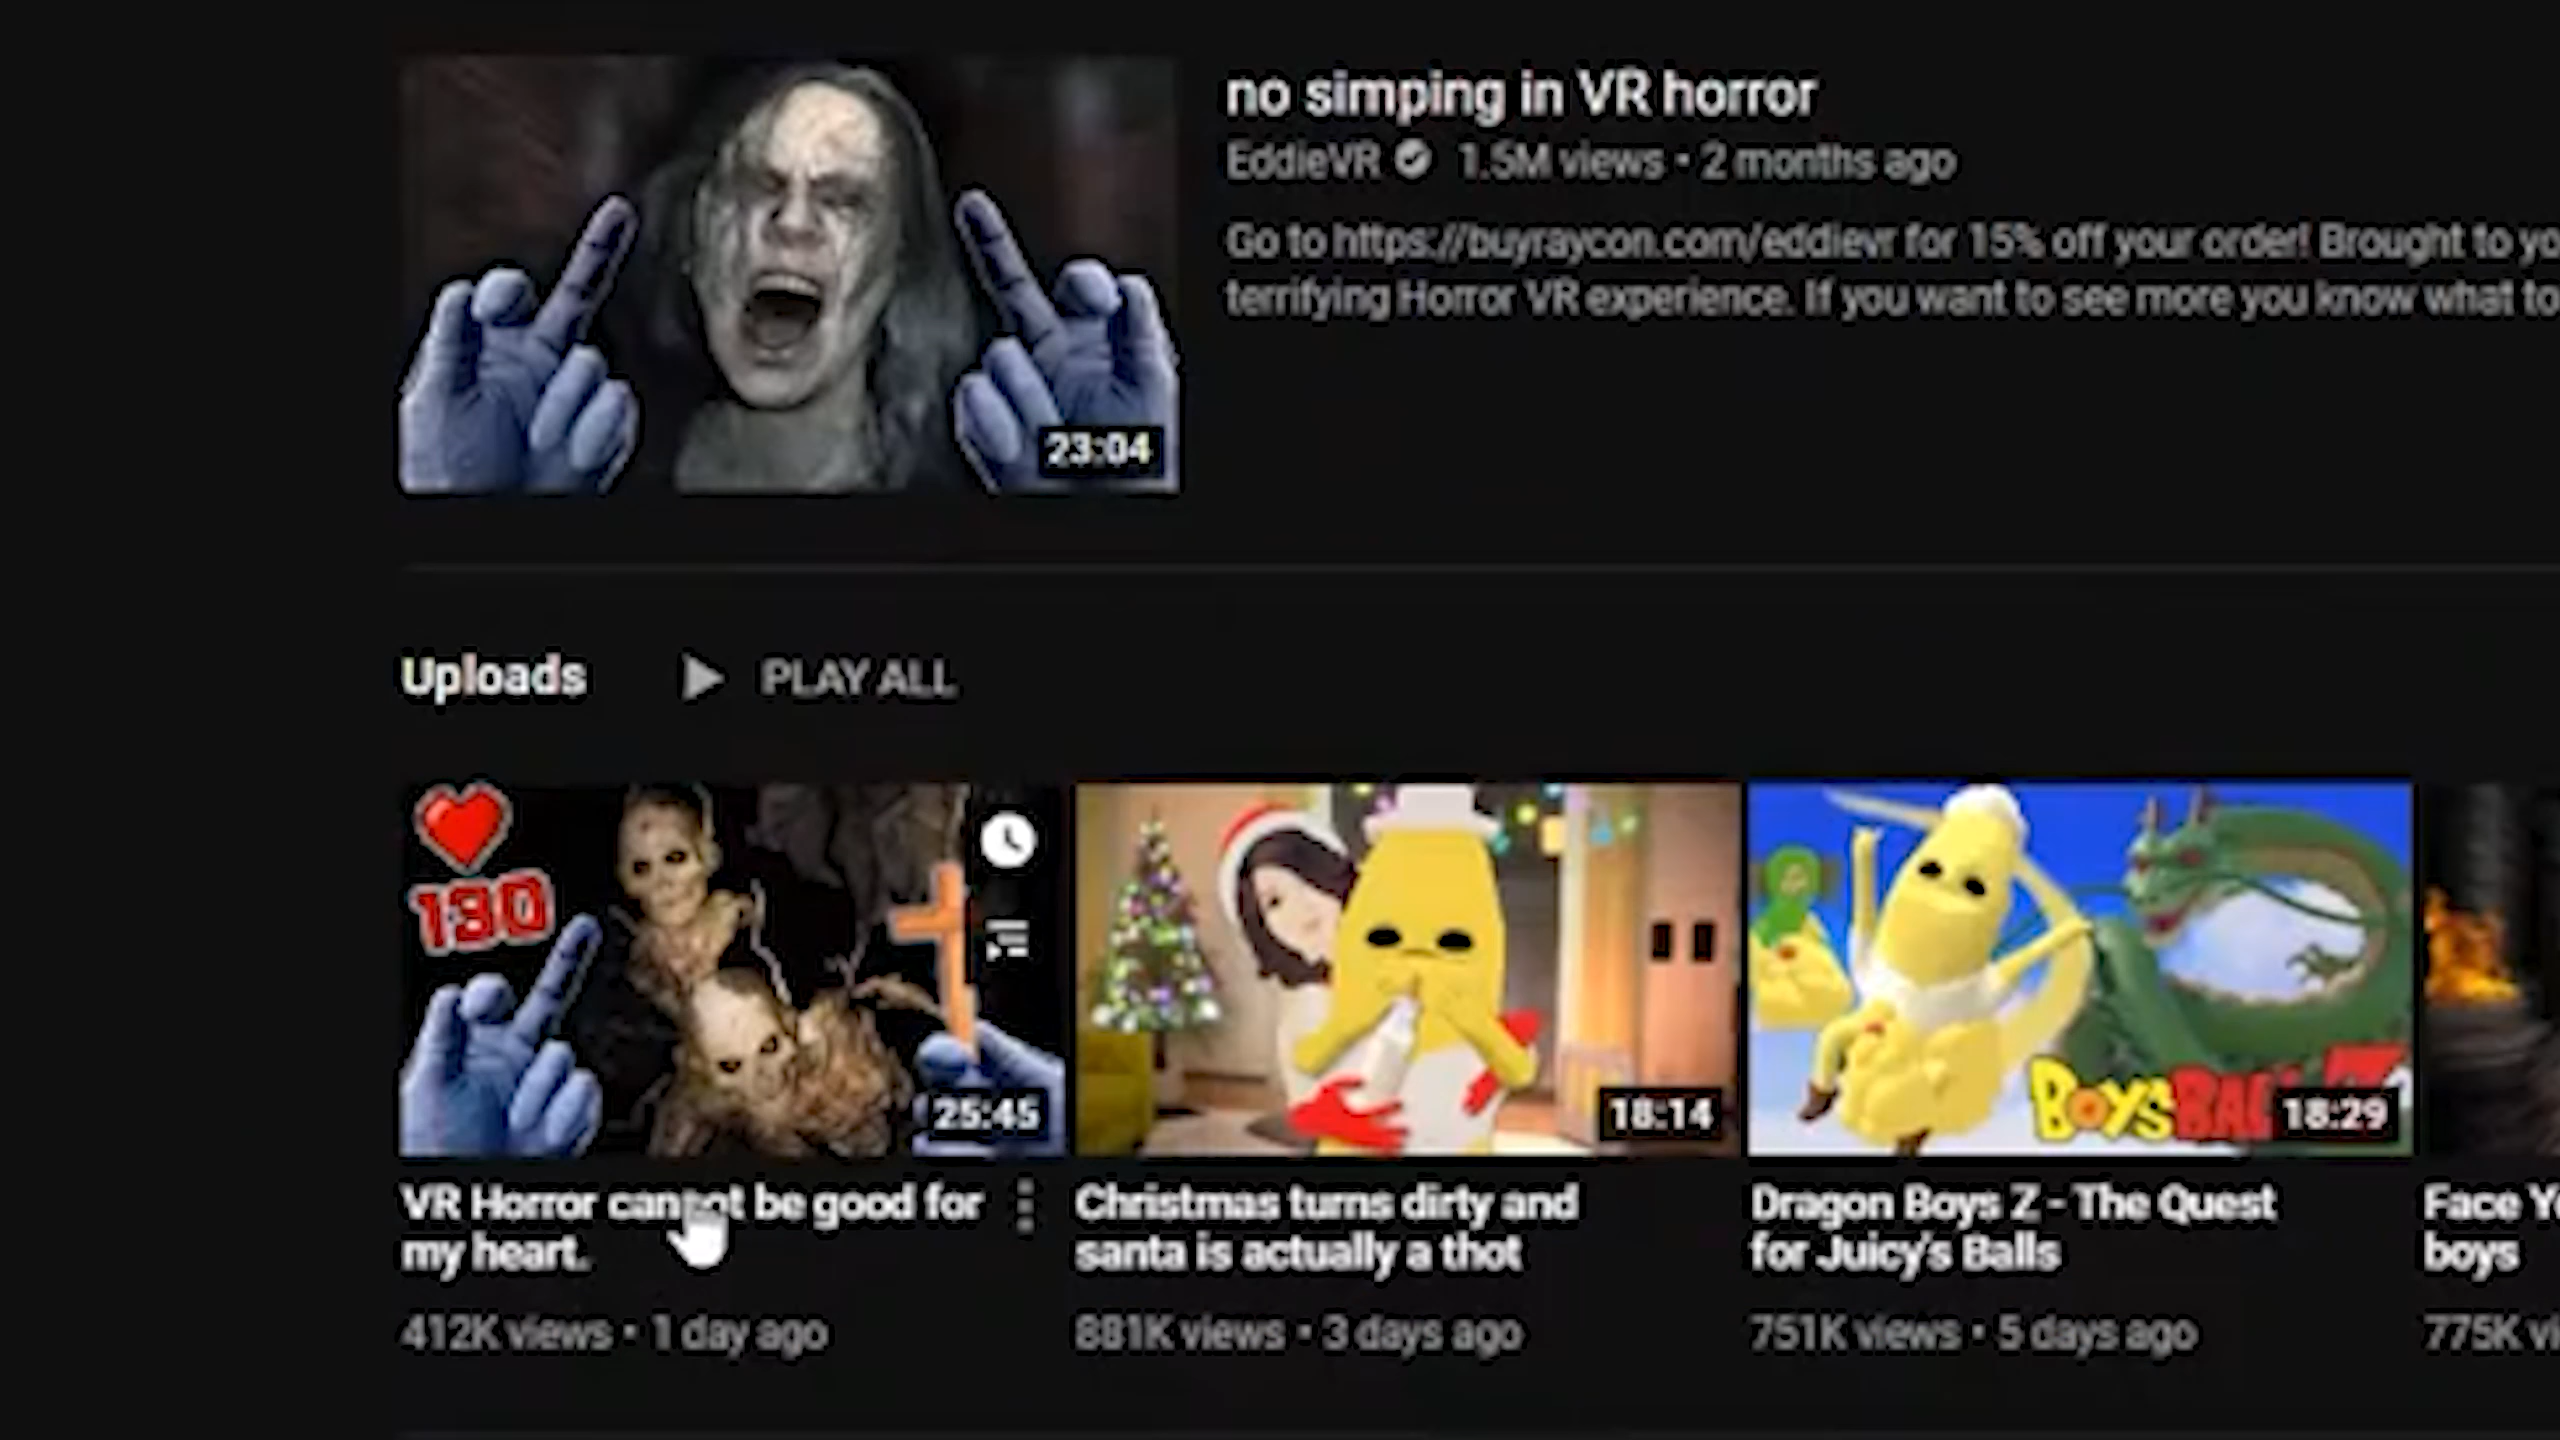 no simping in VR horror
EddieVR 1.5M views • 2 months ago
Go to https://buyraycon.com/eddievr for 15% off your order! Brought to yo
terrifying Horror VR experience. If you want to see more you know what to
23:04
Uploads PLAY ALL
130
25:45
18:14
BOYS BALL Z
18:29
VR Horror cannot be good for
my heart.
412K views • 1 day ago
Christmas turns dirty and
santa is actually a thot
881K views • 3 days ago
Dragon Boys Z - The Quest
for Juicy's Balls
751K views • 5 days ago
Face Yo
boys
775K vi